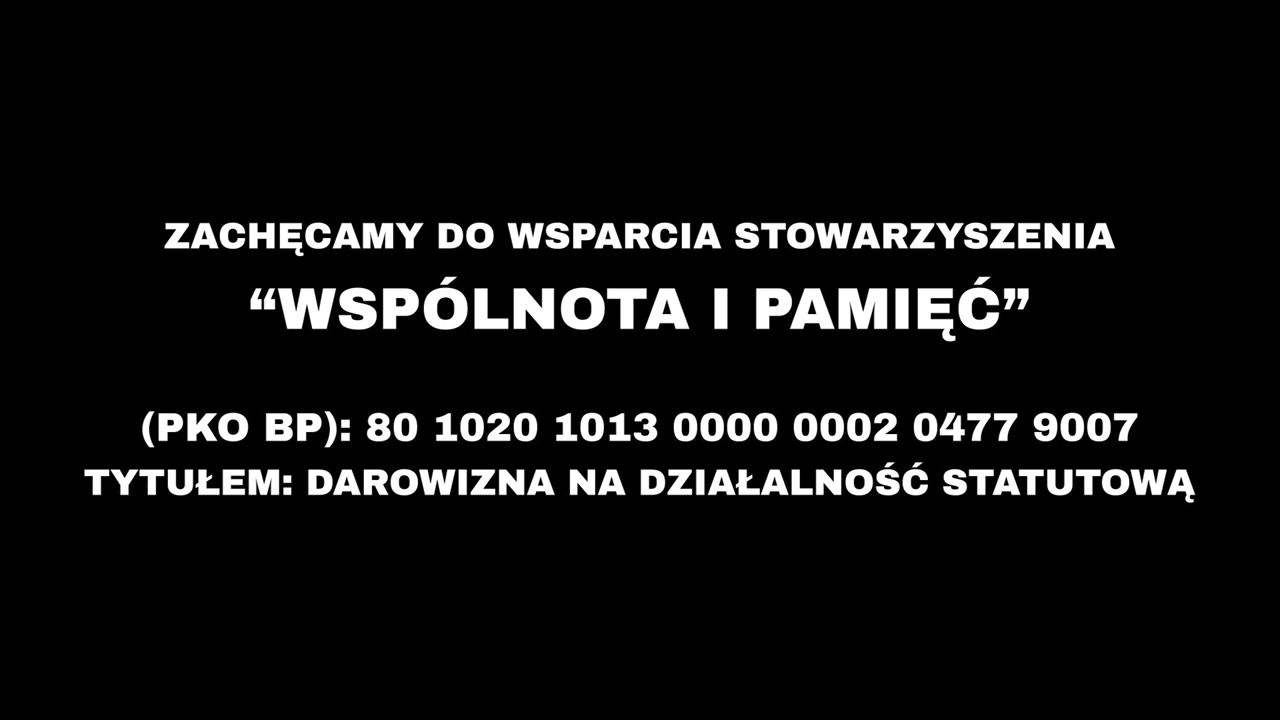 ZACHĘCAMY DO WSPARCIA STOWARZYSZENIA
“WSPÓLNOTA I PAMIĘĆ”
(PKO BP): 80 1020 1013 0000 0002 0477 9007
TYTUŁEM: DAROWIZNA NA DZIAŁALNOŚĆ STATUTOWĄ